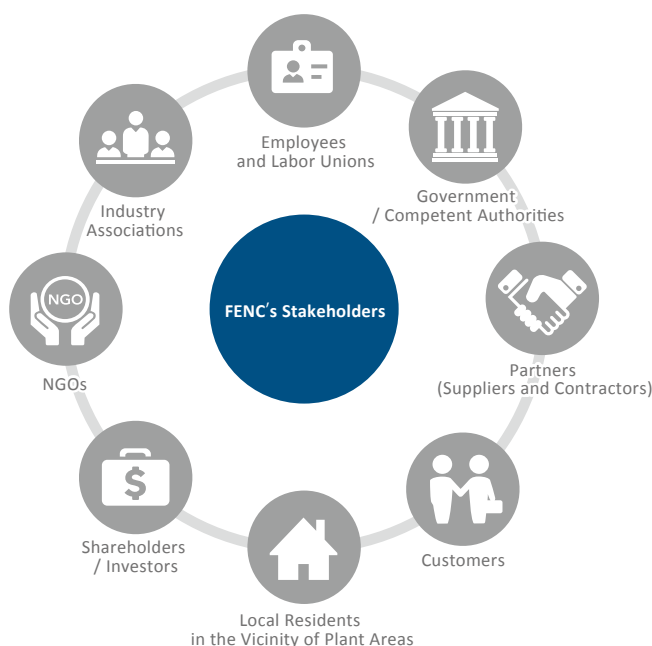 Employees
and Labor Unions
Government
/ Competent Authorities
Industry
Associations
NGO
NGOs
FENC's Stakeholders
Partners
(Suppliers and Contractors)
$
Shareholders
/ Investors
Customers
Local Residents
in the Vicinity of Plant Areas